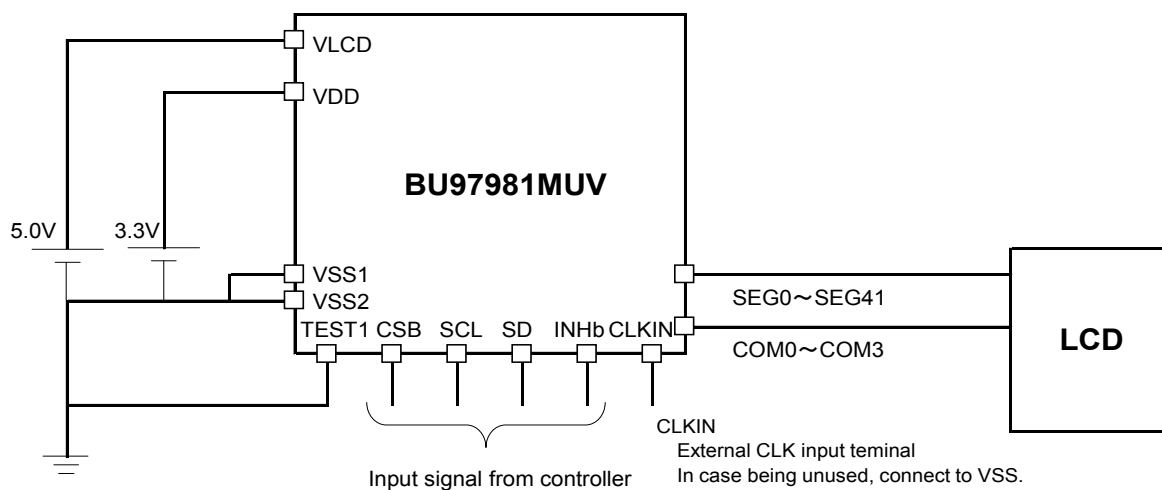 VLCD
VDD
BU97981MUV
5.0V 3.3V
VSS1
VSS2
SEG0～SEG41
TEST1 CSB SCL SD INHb CLKIN
COM0～COM3
LCD
CLKIN
External CLK input teminal
In case being unused, connect to VSS.
Input signal from controller